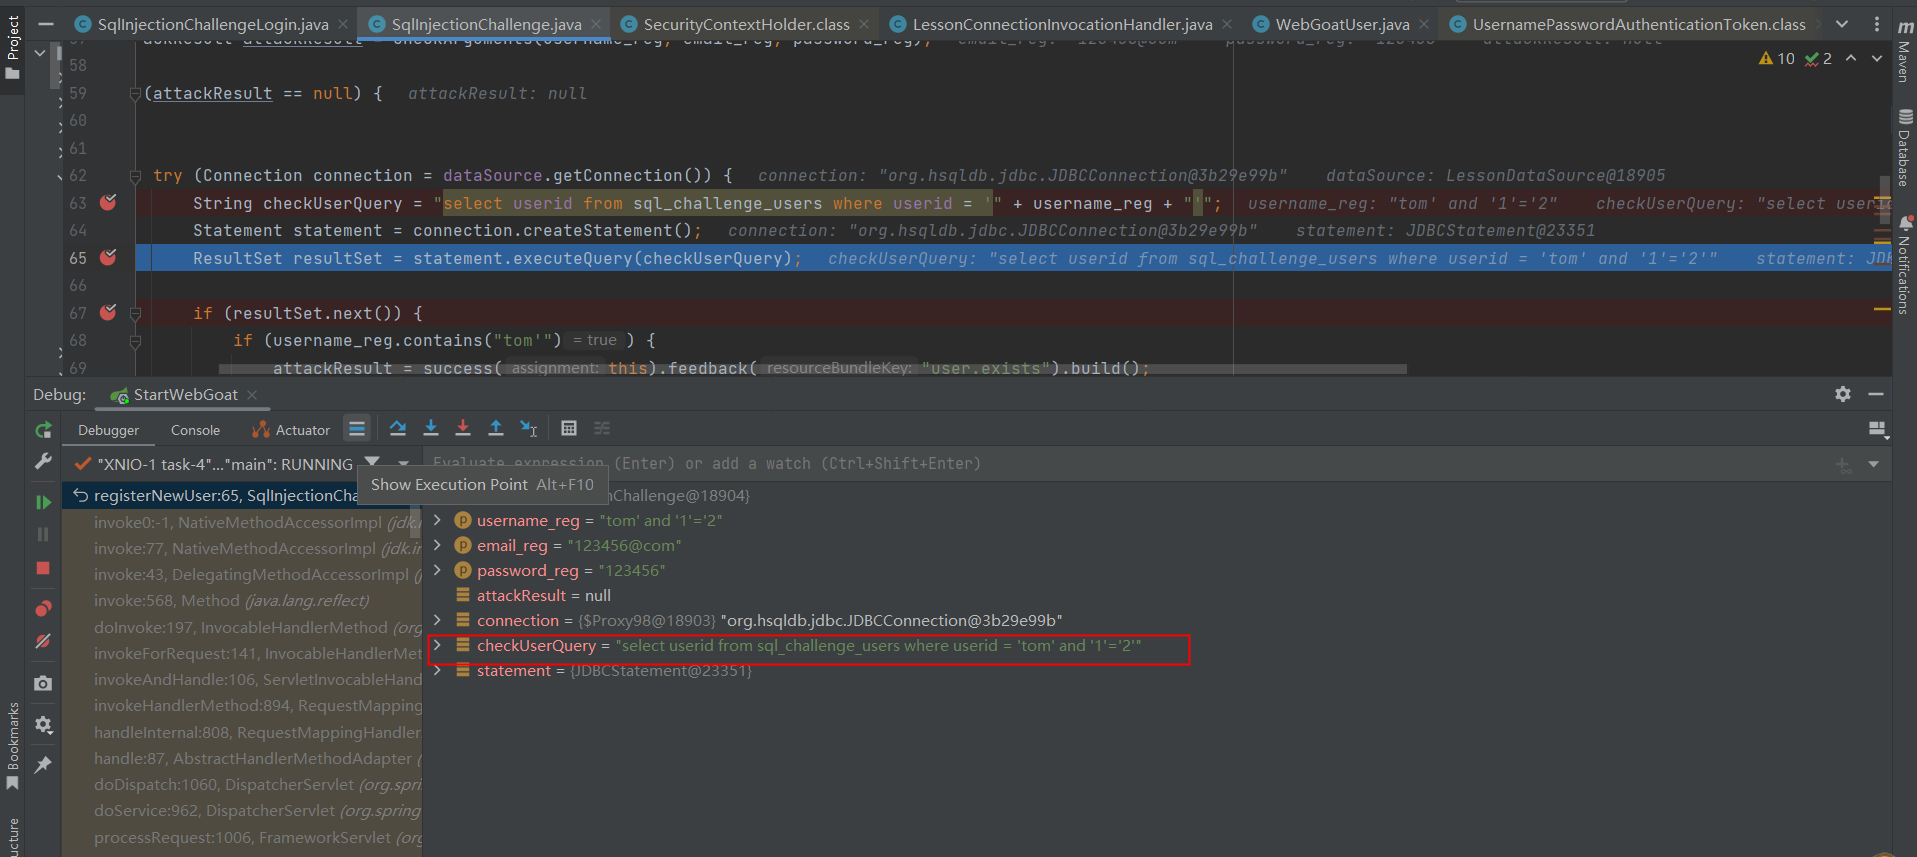 Project
SqlInjectionChallengeLogin.java
SqlInjectionChallenge.java
SecurityContextHolder.class
LessonConnectionInvocationHandler.java
WebGoatUser.java
UsernamePasswordAuthenticationToken.class
Maven
Database
Notifications
10
2
58
59 (attackResult == null) { attackResult: null
60
61
62 try (Connection connection = dataSource.getConnection()) { connection: "org.hsqldb.jdbc.JDBCConnection@3b29e99b" dataSource: LessonDataSource@18905
63 String checkUserQuery = "select userid from sql_challenge_users where userid = '" + username_reg + "'"; username_reg: "tom' and '1'='2" checkUserQuery: "select useri
64 Statement statement = connection.createStatement(); connection: "org.hsqldb.jdbc.JDBCConnection@3b29e99b" statement: JDBCStatement@23351
65 ResultSet resultSet = statement.executeQuery(checkUserQuery); checkUserQuery: "select userid from sql_challenge_users where userid = 'tom' and '1'='2'" statement: JD
66
67 if (resultSet.next()) {
68 if (username_reg.contains("tom'") = true ) {
69 attackResult = success( assignment: this).feedback( resourceBundleKey: "user.exists").build();
Debug: StartWebGoat
Debugger Console Actuator
"XNIO-1 task-4"..."main": RUNNING
Evaluate expression (Enter) or add a watch (Ctrl+Shift+Enter)
Show Execution Point Alt+F10
registerNewUser:65, SqlInjectionCha
nChallenge@18904}
invoke0:-1, NativeMethodAccessorImpl (jdk.i
invoke:77, NativeMethodAccessorImpl (jdk.in
invoke:43, DelegatingMethodAccessorImpl (j
invoke:568, Method (java.lang.reflect)
doInvoke:197, InvocableHandlerMethod (org
invokeForRequest:141, InvocableHandlerMet
invokeAndHandle:106, ServletInvocableHand
invokeHandlerMethod:894, RequestMapping
handleInternal:808, RequestMappingHandler
handle:87, AbstractHandlerMethodAdapter (
doDispatch:1060, DispatcherServlet (org.spri
doService:962, DispatcherServlet (org.spring
processRequest:1006, FrameworkServlet (org
username_reg = "tom' and '1'='2"
email_reg = "123456@com"
password_reg = "123456"
attackResult = null
connection = {$Proxy98@18903} "org.hsqldb.jdbc.JDBCConnection@3b29e99b"
checkUserQuery = "select userid from sql_challenge_users where userid = 'tom' and '1'='2'"
statement = {JDBCStatement@23351}
Bookmarks
ucture